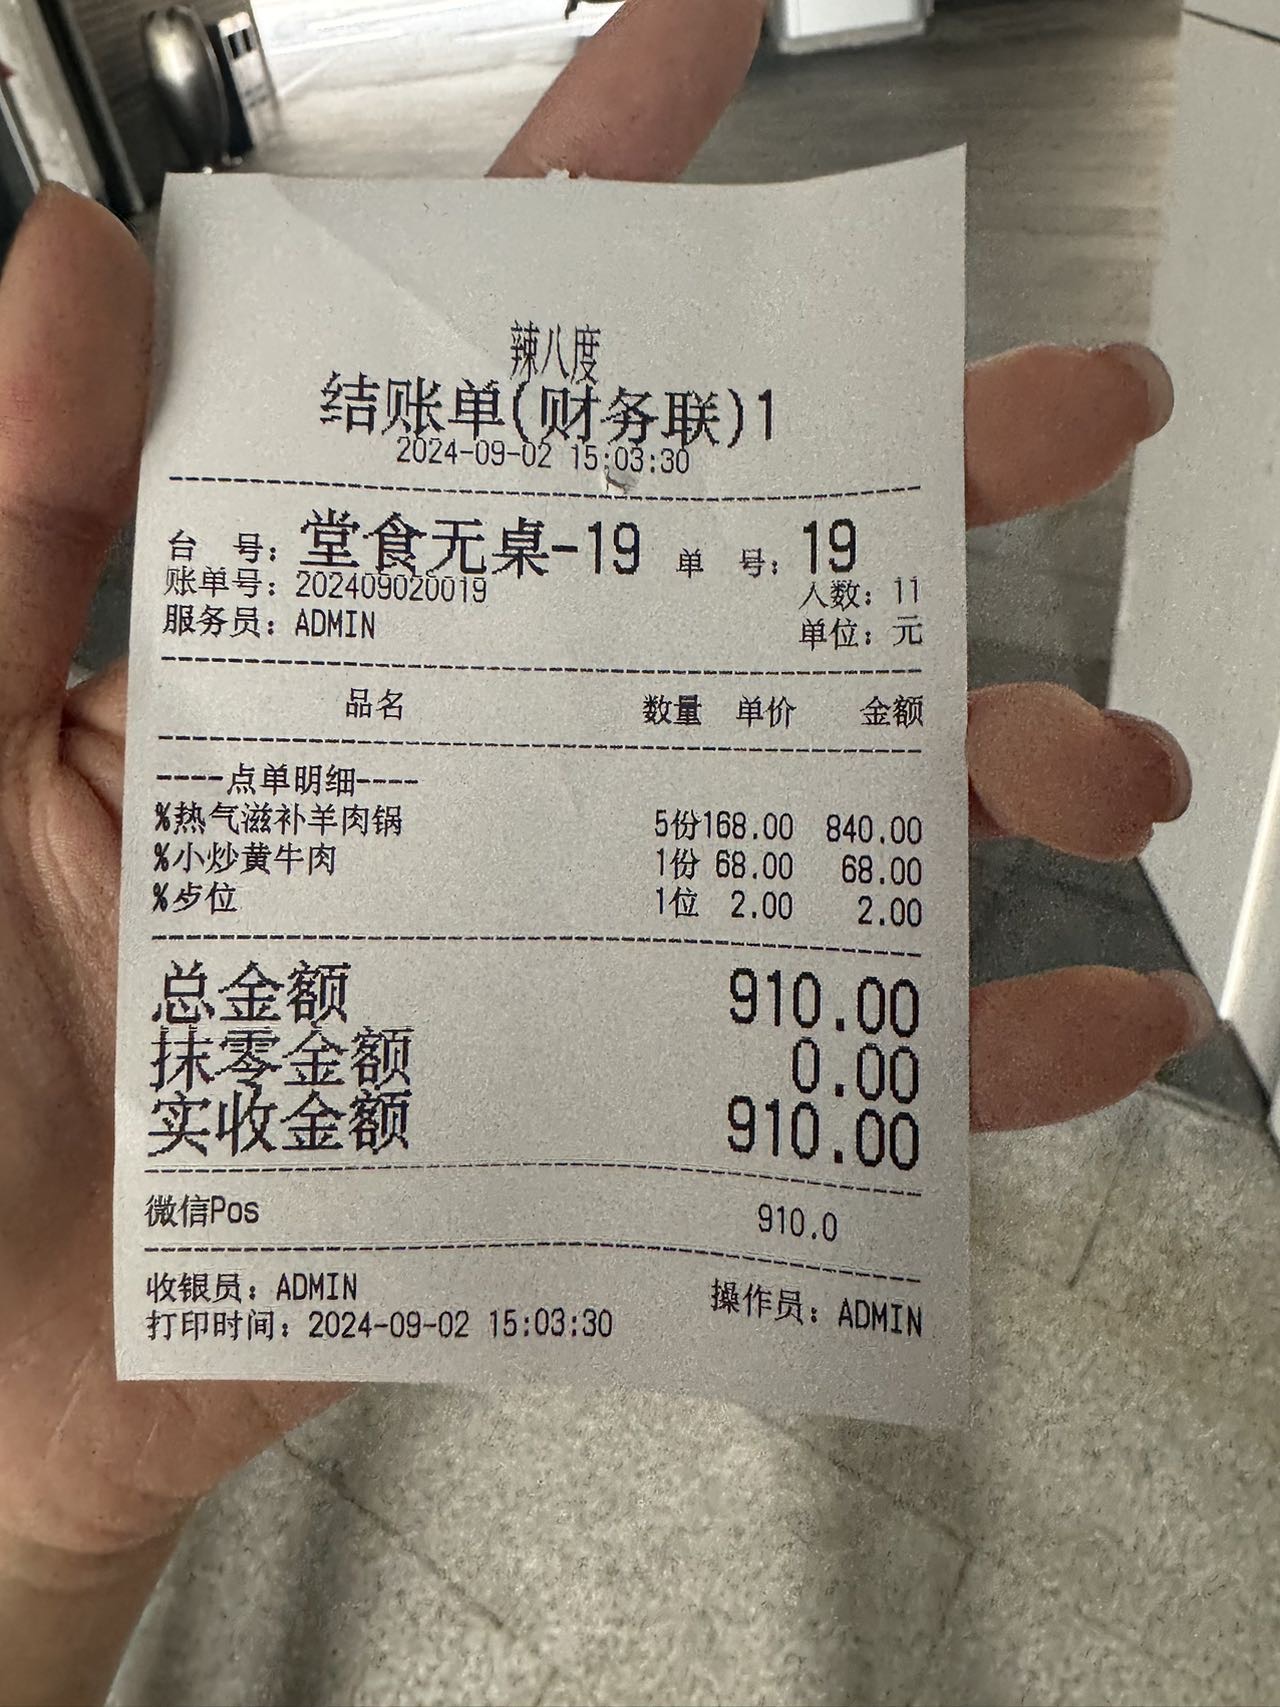 辣八度
结账单(财务联)1
2024-09-02 15:03:30
台 号: 堂食无桌-19 单 号: 19
账单号: 202409020019 人数: 11
服务员: ADMIN 单位: 元
品名 数量 单价 金额
----点单明细----
%热气滋补羊肉锅 5份168.00 840.00
%小炒黄牛肉 1份 68.00 68.00
%歺位 1位 2.00 2.00
总金额 910.00
抹零金额 0.00
实收金额 910.00
微信Pos 910.0
收银员: ADMIN 操作员: ADMIN
打印时间: 2024-09-02 15:03:30